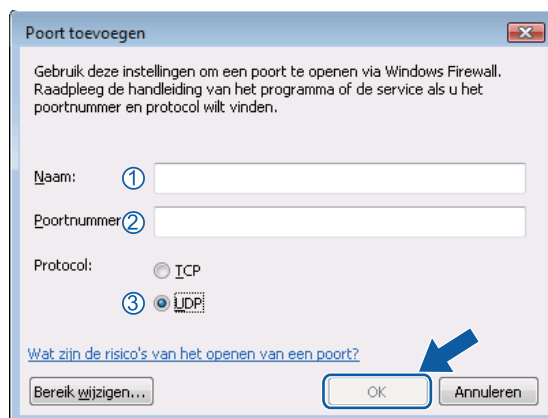 Poort toevoegen
Gebruik deze instellingen om een poort te openen via Windows Firewall.
Raadpleeg de handleiding van het programma of de service als u het
poortnummer en protocol wilt vinden.
Naam: 1
Poortnummer 2
Protocol: TCP
3 UDP
Wat zijn de risico's van het openen van een poort?
Bereik wijzigen... OK Annuleren